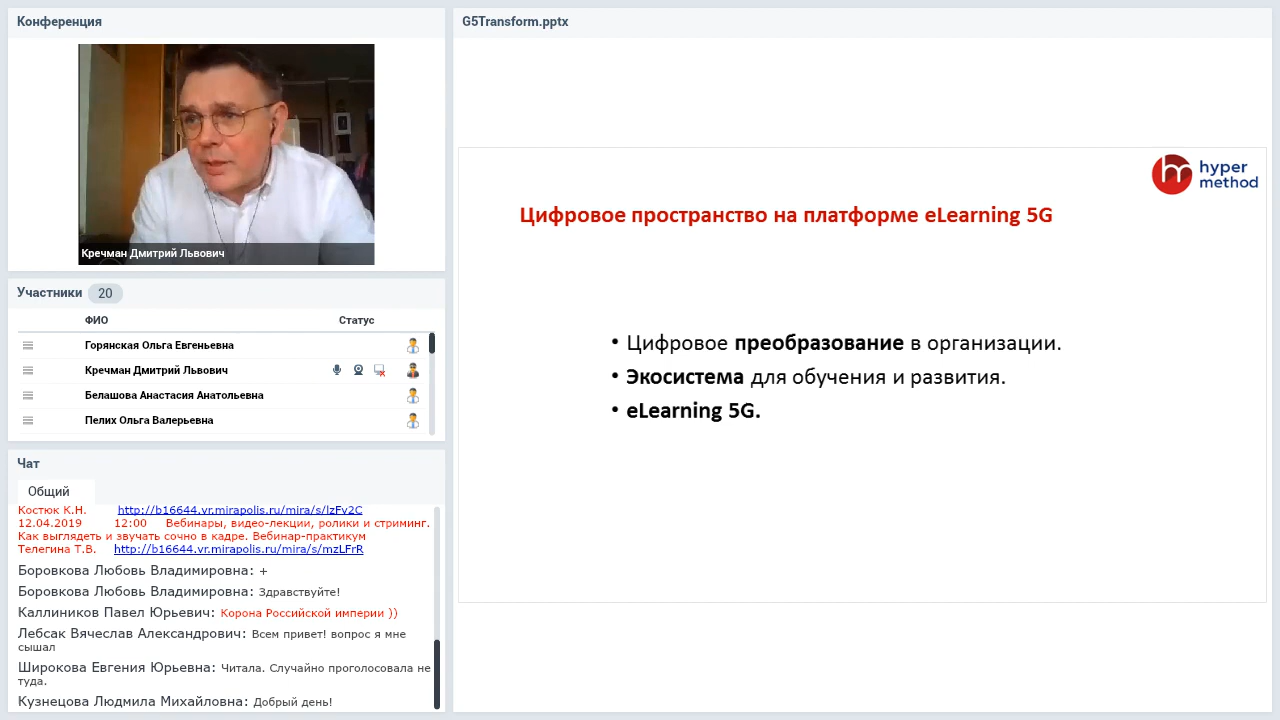 Конференция
Кречман Дмитрий Львович
Участники 20
ФИО Статус
Горянская Ольга Евгеньевна
Кречман Дмитрий Львович
Белашова Анастасия Анатольевна
Пелих Ольга Валерьевна
Чат
Общий
Костюк К.Н. http://b16644.vr.mirapolis.ru/mira/s/lzFv2C
12.04.2019 12:00 Вебинары, видео-лекции, ролики и стриминг.
Как выглядеть и звучать сочно в кадре. Вебинар-практикум
Телегина Т.В. http://b16644.vr.mirapolis.ru/mira/s/mzLFrR
Боровкова Любовь Владимировна: +
Боровкова Любовь Владимировна: Здравствуйте!
Каллиников Павел Юрьевич: Корона Российской империи ))
Лебсак Вячеслав Александрович: Всем привет! вопрос я мне
сышал
Широкова Евгения Юрьевна: Читала. Случайно проголосовала не
туда.
Кузнецова Людмила Михайловна: Добрый день!
G5Transform.pptx
hyper
method
Цифровое пространство на платформе eLearning 5G
• Цифровое преобразование в организации.
• Экосистема для обучения и развития.
• eLearning 5G.